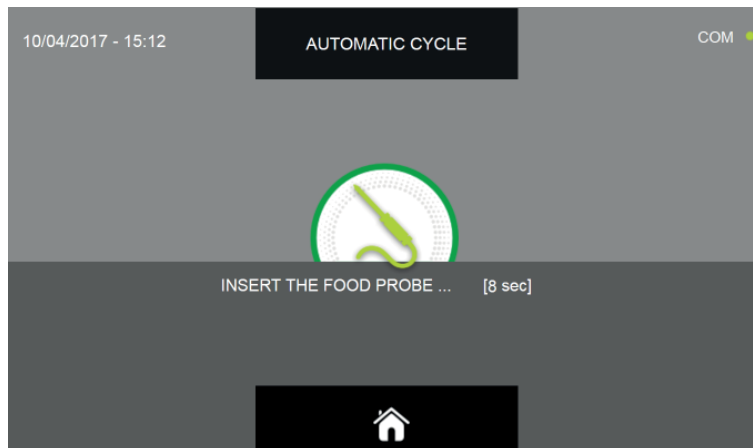 10/04/2017 - 15:12
AUTOMATIC CYCLE
COM
INSERT THE FOOD PROBE ... [8 sec]